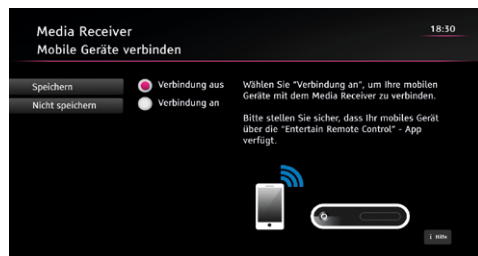 Media Receiver
18:30
Mobile Geräte verbinden
Speichern
Nicht speichern
Verbindung aus
Verbindung an
Wählen Sie "Verbindung an", um Ihre mobilen
Geräte mit dem Media Receiver zu verbinden.
Bitte stellen Sie sicher, dass Ihr mobiles Gerät
über die "Entertain Remote Control" - App
verfügt.
i Hilfe